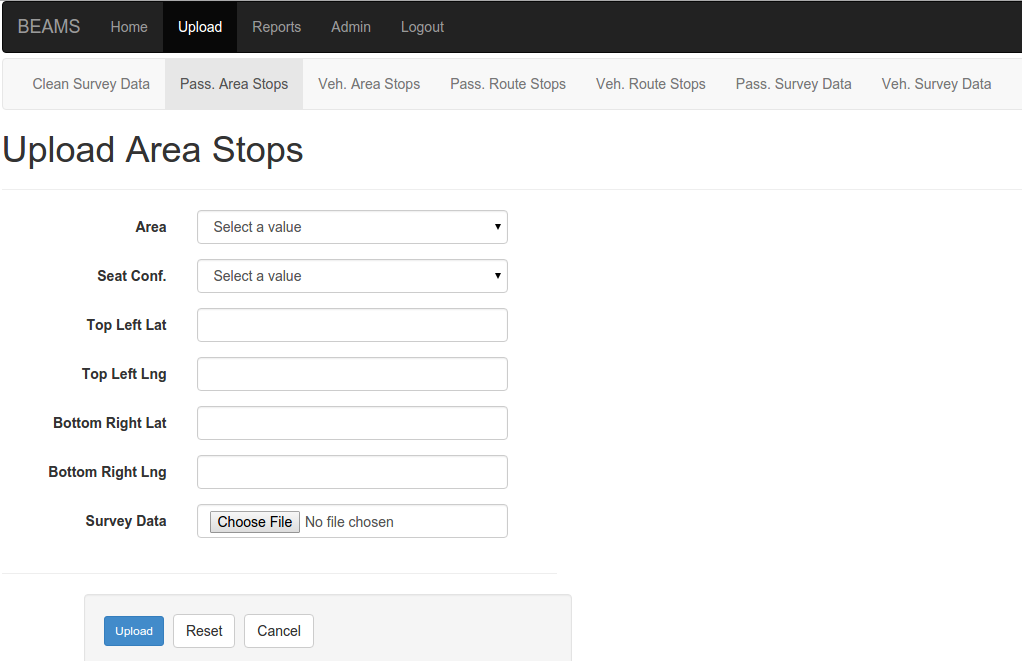 BEAMS Home Upload Reports Admin Logout
Clean Survey Data Pass. Area Stops Veh. Area Stops Pass. Route Stops Veh. Route Stops Pass. Survey Data Veh. Survey Data
Upload Area Stops
Area Select a value
Seat Conf. Select a value
Top Left Lat
Top Left Lng
Bottom Right Lat
Bottom Right Lng
Survey Data Choose File No file chosen
Upload Reset Cancel